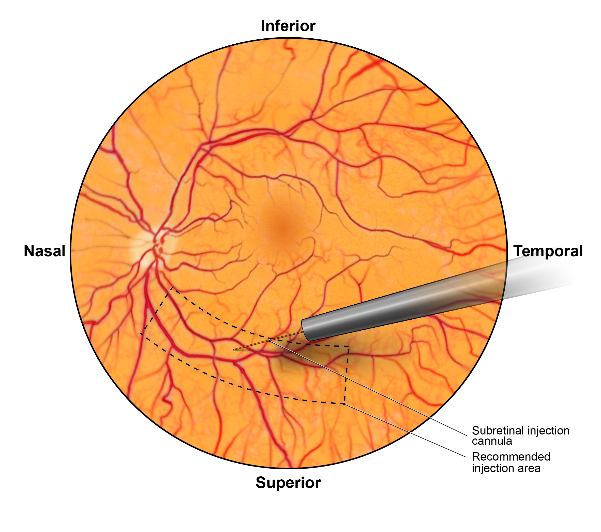 Inferior
Nasal
Temporal
Subretinal injection
cannula
Recommended
injection area
Superior